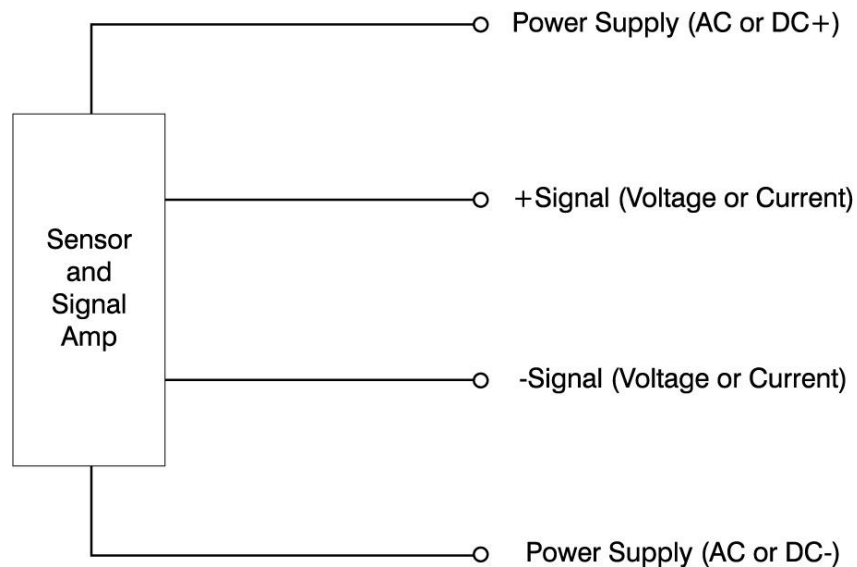 Power Supply (AC or DC+)
+Signal (Voltage or Current)
Sensor
and
Signal
Amp
-Signal (Voltage or Current)
Power Supply (AC or DC-)